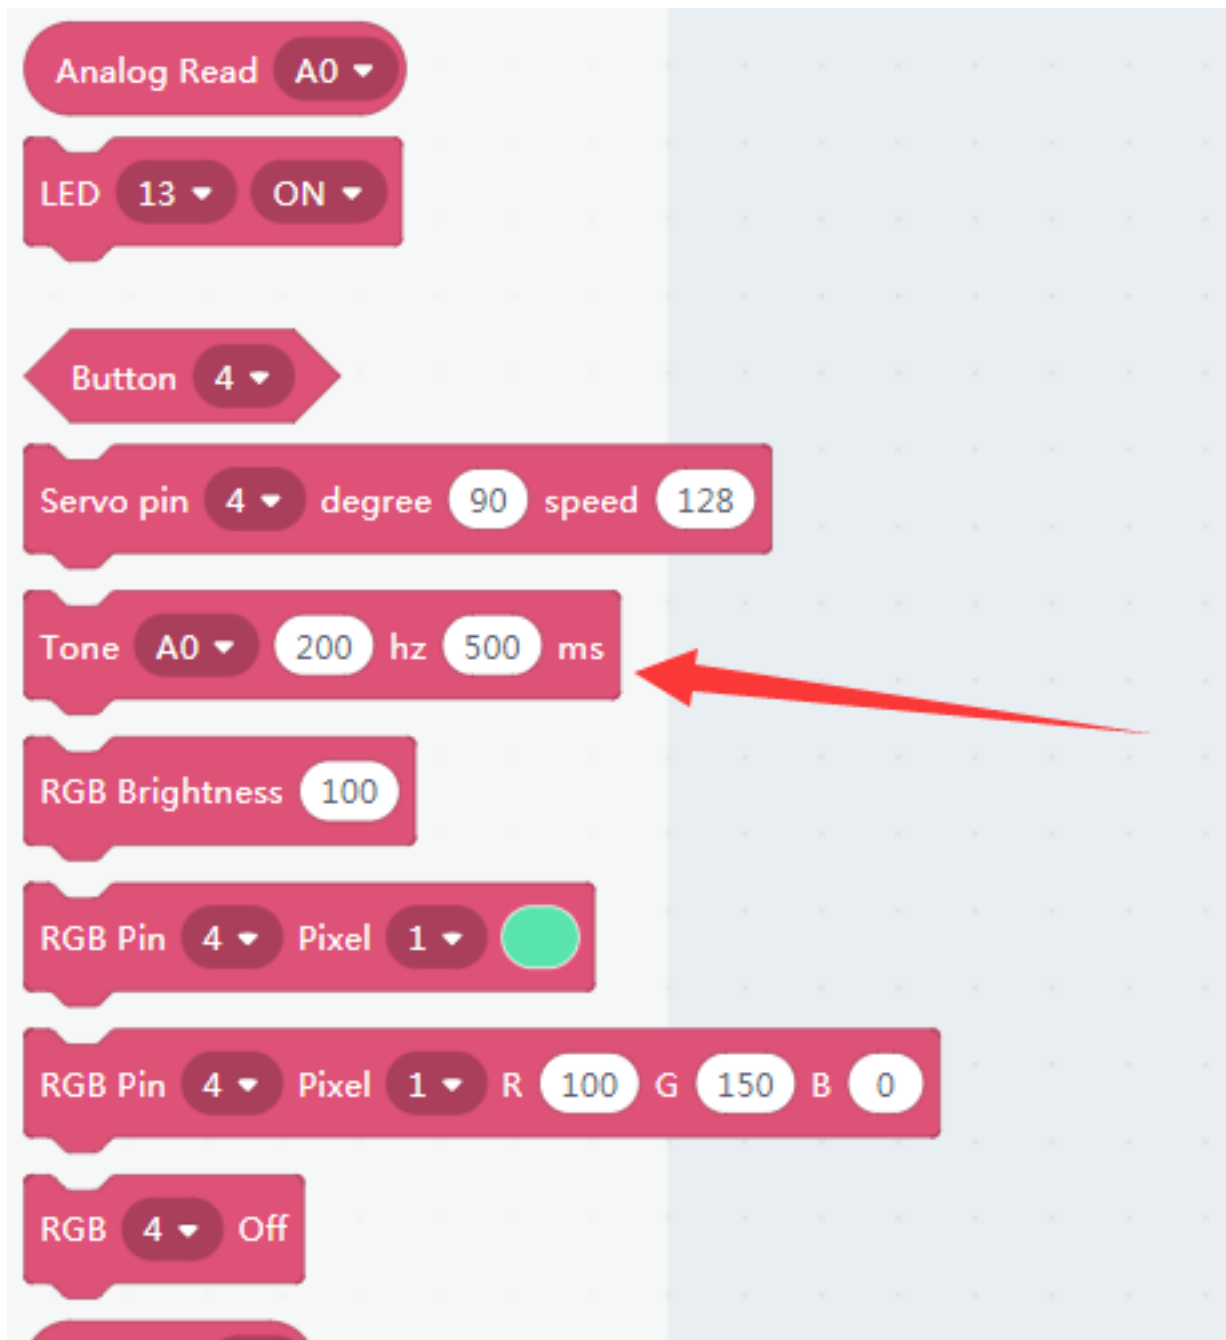 Analog Read A0
LED 13 ON
Button 4
Servo pin 4 degree 90 speed 128
Tone A0 200 hz 500 ms
RGB Brightness 100
RGB Pin 4 Pixel 1
RGB Pin 4 Pixel 1 R 100 G 150 B 0
RGB 4 Off